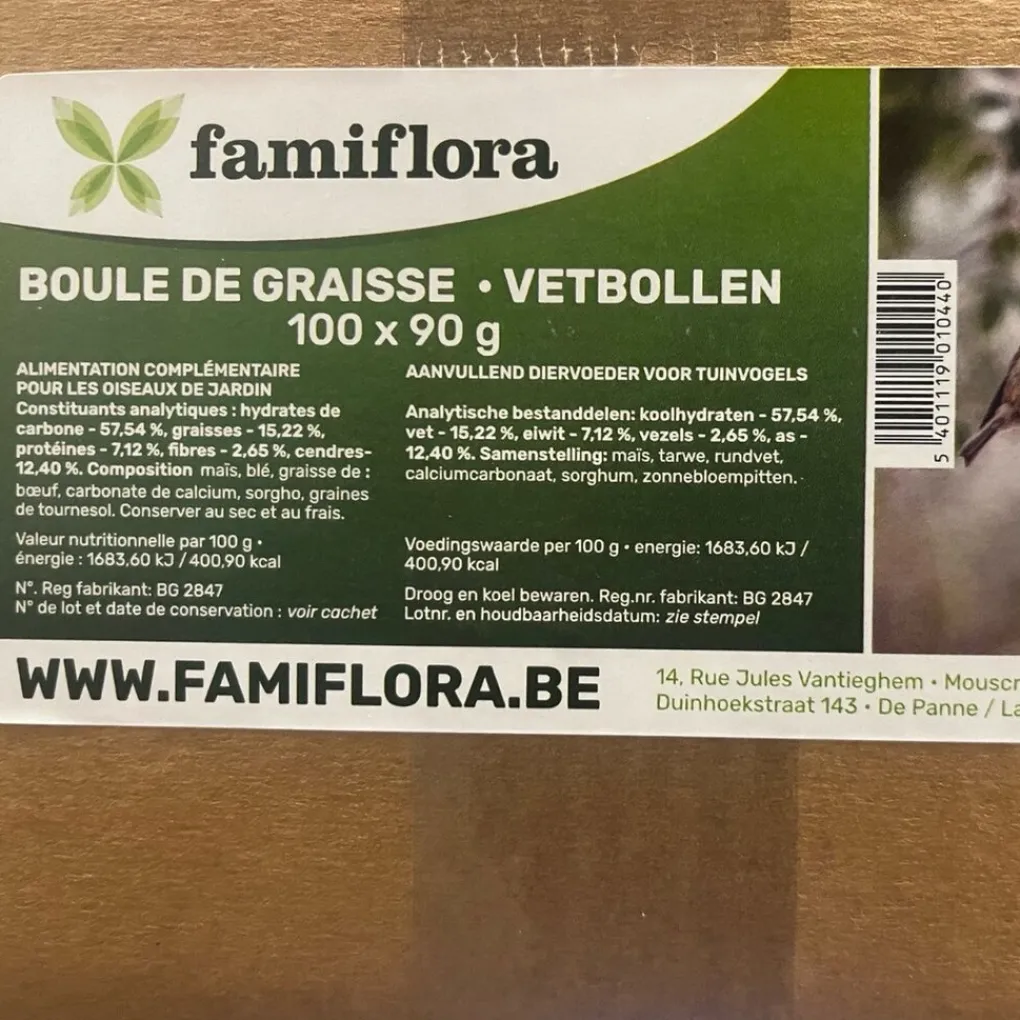 famiflora
BOULE DE GRAISSE • VETBOLLEN
100 x 90 g
ALIMENTATION COMPLÉMENTAIRE
POUR LES OISEAUX DE JARDIN
Constituants analytiques : hydrates de
carbone - 57,54 %, graisses - 15,22 %,
protéines - 7,12 %, fibres - 2,65 %, cendres-
12,40 %. Composition maïs, blé, graisse de :
bœuf, carbonate de calcium, sorgho, graines
de tournesol. Conserver au sec et au frais.
Valeur nutritionnelle par 100 g •
énergie : 1683,60 kJ / 400,90 kcal
N°. Reg fabrikant: BG 2847
N° de lot et date de conservation : voir cachet
AANVULLEND DIERVOEDER VOOR TUINVOGELS
Analytische bestanddelen: koolhydraten - 57,54 %,
vet - 15,22 %, eiwit - 7,12 %, vezels - 2,65 %, as -
12,40 %. Samenstelling: maïs, tarwe, rundvet,
calciumcarbonaat, sorghum, zonnebloempitten.
Voedingswaarde per 100 g • energie: 1683,60 kJ /
400,90 kcal
Droog en koel bewaren. Reg.nr. fabrikant: BG 2847
Lotnr. en houdbaarheidsdatum: zie stempel
5 401119 010440
WWW.FAMIFLORA.BE
14, Rue Jules Vantieghem • Mouscr
Duinhoekstraat 143 • De Panne / La